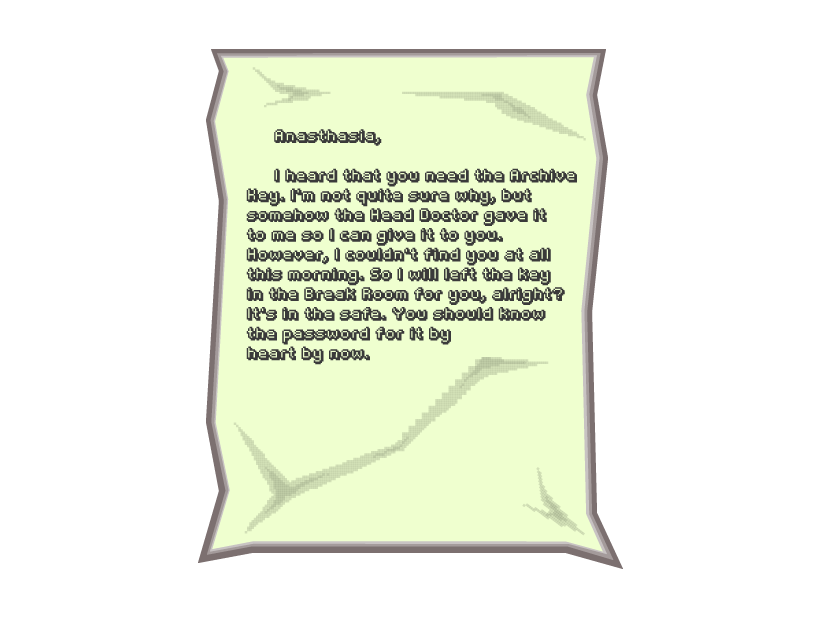 Anasthasia,
I heard that you need the Archive
Key. I'm not quite sure why, but
somehow the Head Doctor gave it
to me so I can give it to you.
However, I couldn't find you at all
this morning. So I will left the key
in the Break Room for you, alright?
It's in the safe. You should know
the password for it by
heart by now.